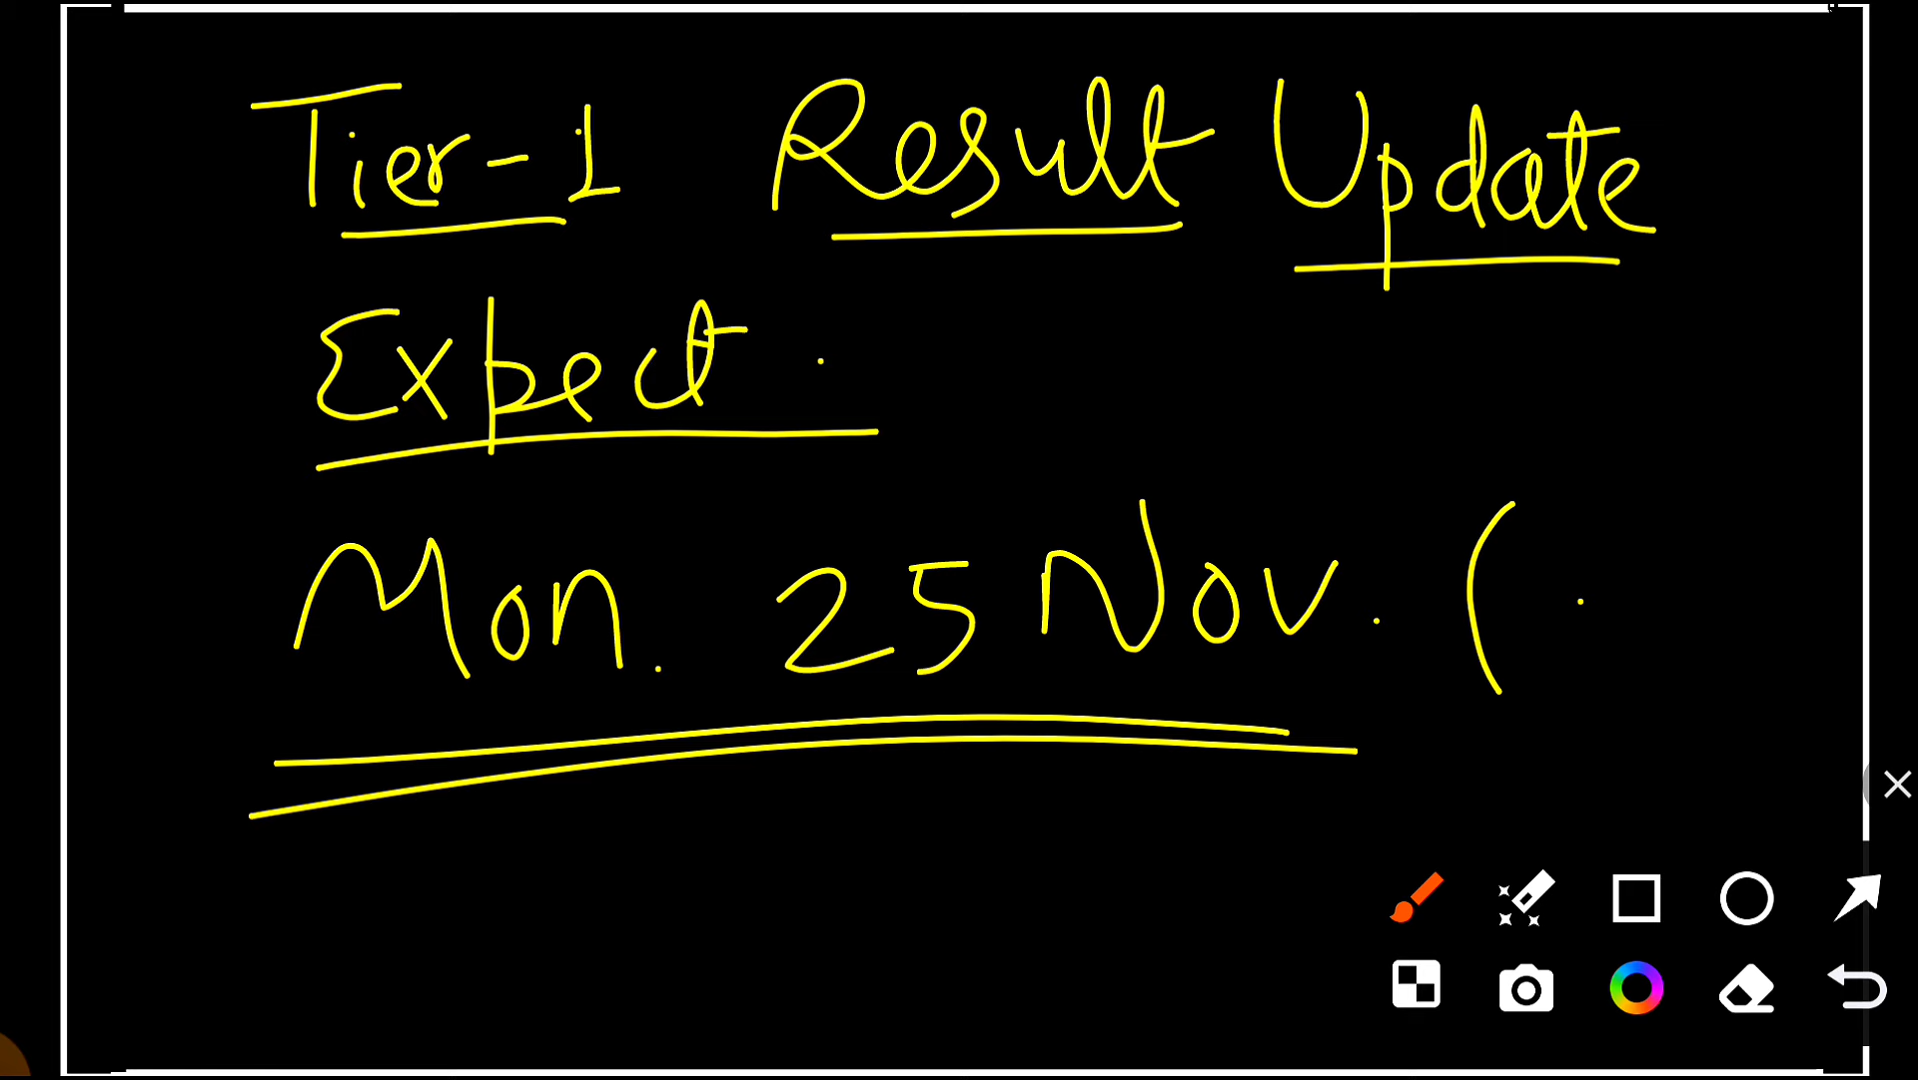 Tier-1 Result Update
Expect.
Mon. 25 Nov. (